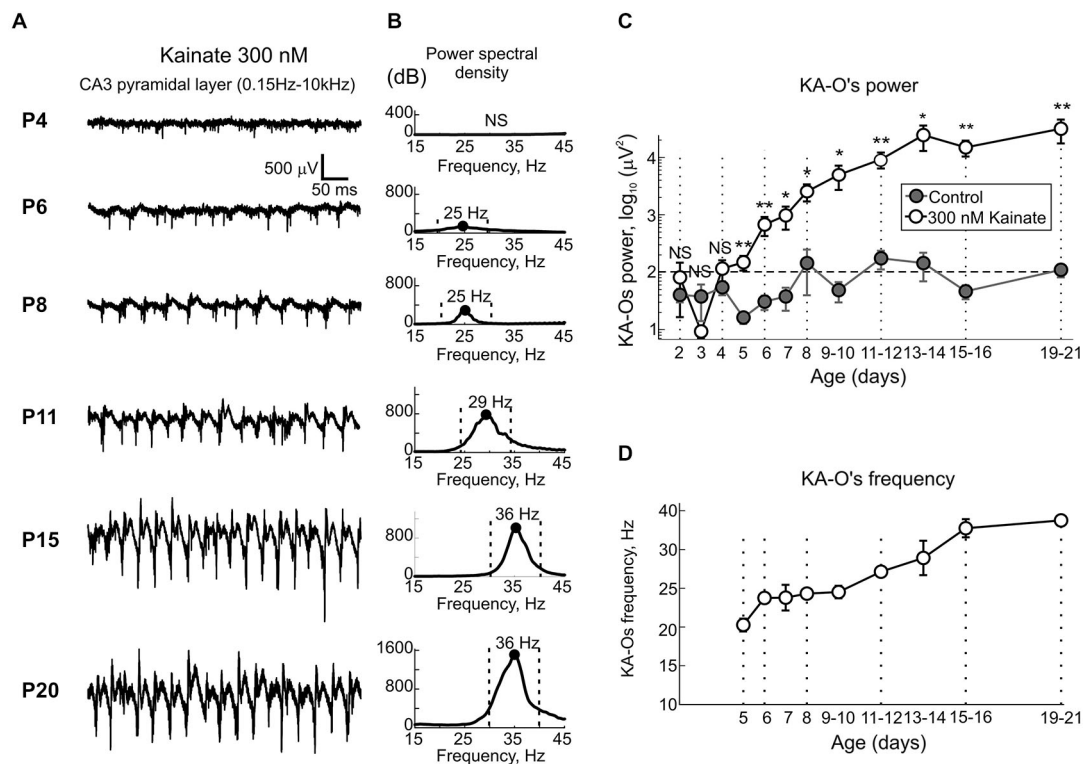 A
Kainate 300 nM
CA3 pyramidal layer (0.15Hz-10kHz)
P4
500 µV
50 ms
P6
P8
P11
P15
P20
B
Power spectral
density
(dB)
400
NS
0
15 25 35 45
Frequency, Hz
800
25 Hz
400
0
15 25 35 45
Frequency, Hz
800
25 Hz
400
0
15 25 35 45
Frequency, Hz
29 Hz
800
0
15 25 35 45
Frequency, Hz
36 Hz
800
0
15 25 35 45
Frequency, Hz
1600
36 Hz
800
0
15 25 35 45
Frequency, Hz
C
KA-O's power
KA-Os power, log₁₀ (µV²)
4
3
2
1
NS NS NS ** ** * * * ** * ** **
Control
300 nM Kainate
2 3 4 5 6 7 8 9-10 11-12 13-14 15-16 19-21
Age (days)
D
KA-O's frequency
KA-Os frequency, Hz
40
30
20
25
10
5 6 7 8 9-10 11-12 13-14 15-16 19-21
Age (days)